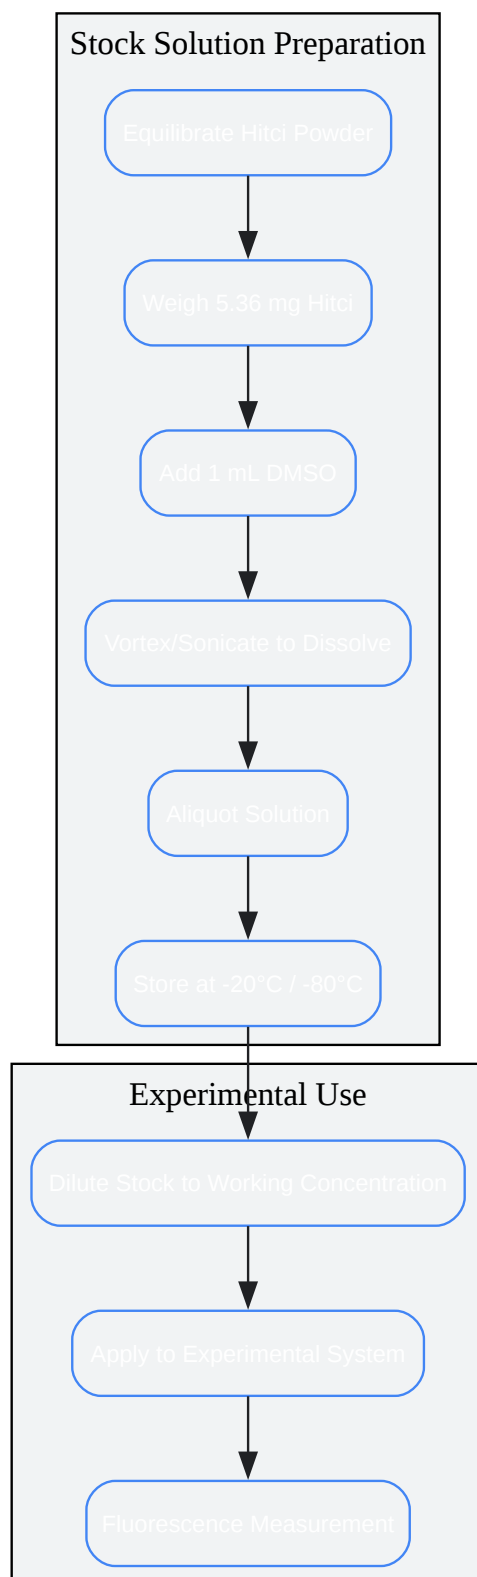 Stock Solution Preparation
Equilibrate Hitci Powder
Weigh 5.36 mg Hitci
Add 1 mL DMSO
Vortex/Sonicate to Dissolve
Aliquot Solution
Store at -20°C / -80°C
Experimental Use
Dilute Stock to Working Concentration
Apply to Experimental System
Fluorescence Measurement